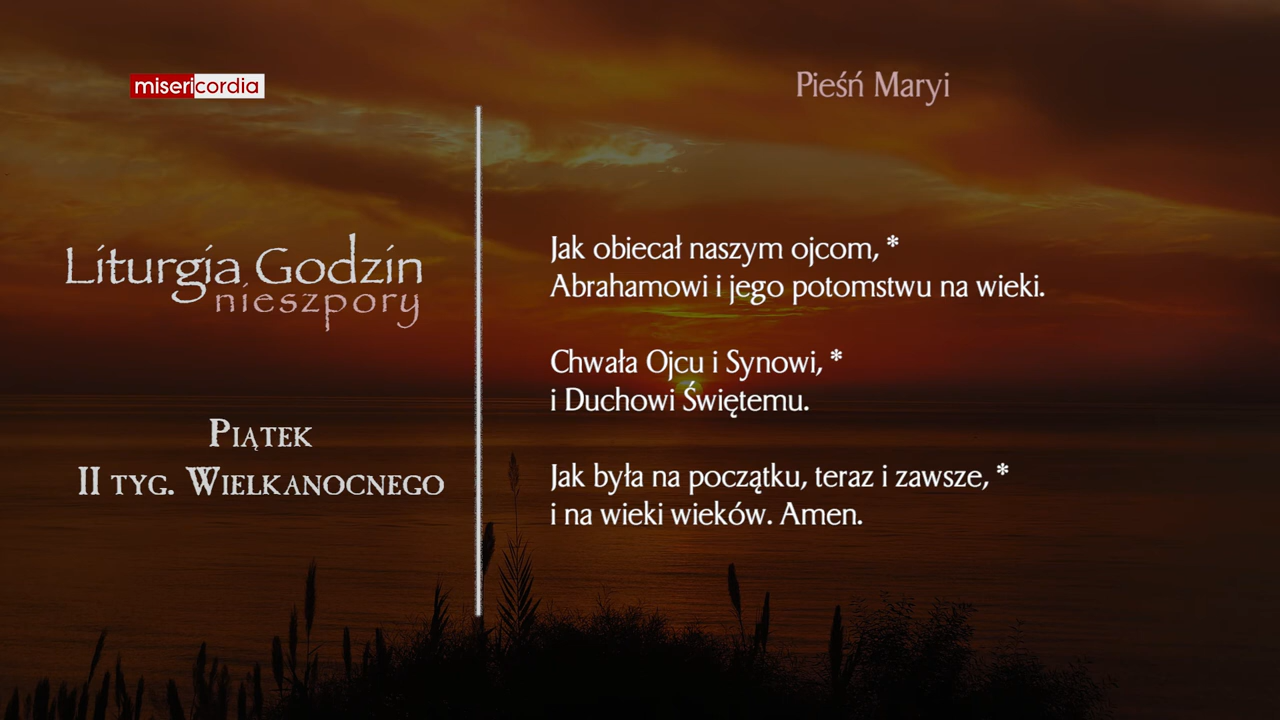 misericordia
Pieśń Maryi
Liturgia Godzin
nieszpory
Piątek
II tyg. Wielkanocnego
Jak obiecał naszym ojcom, *
Abrahamowi i jego potomstwu na wieki.
Chwała Ojcu i Synowi, *
i Duchowi Świętemu.
Jak była na początku, teraz i zawsze, *
i na wieki wieków. Amen.